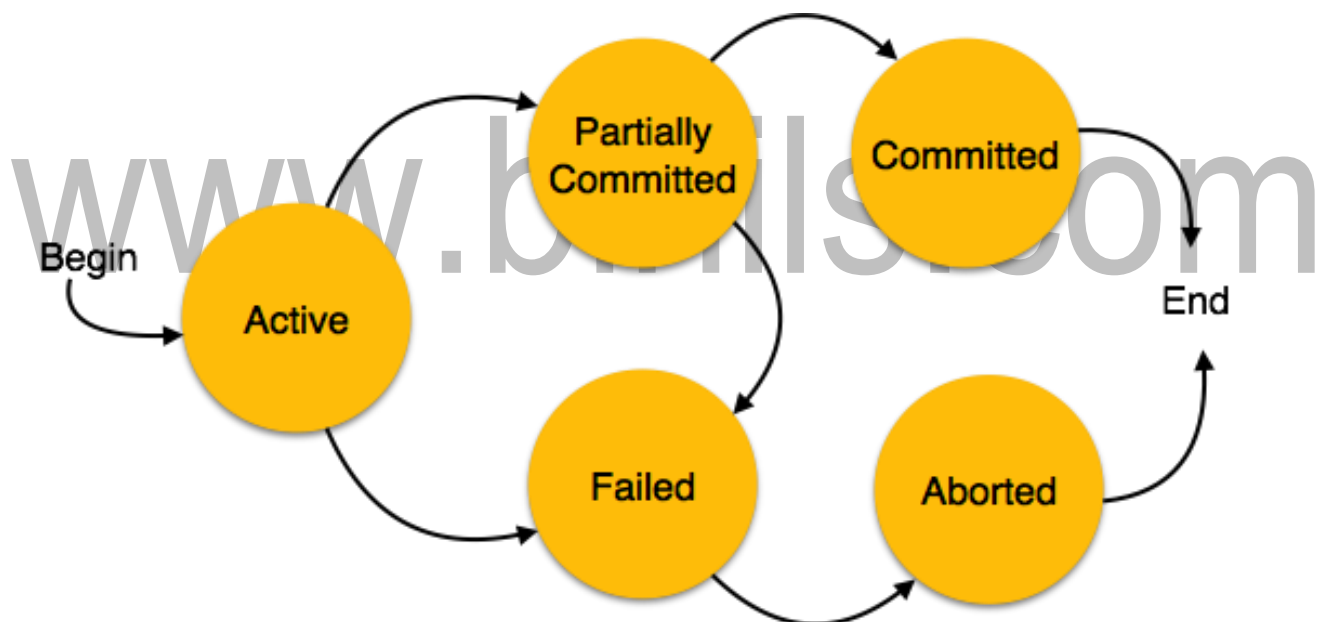 Partially
Committed
Committed
Begin
Active
End
Failed
Aborted